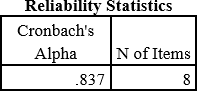 Reliability Statistics
Cronbach's
Alpha N of Items
.837 8